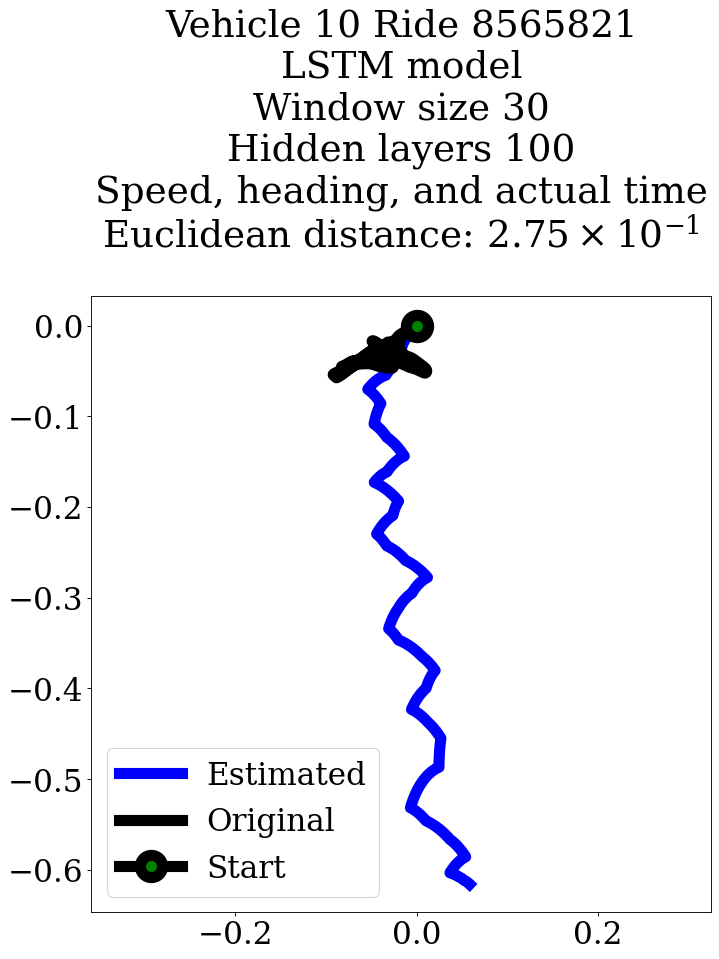 Vehicle 10 Ride 8565821
LSTM model
Window size 30
Hidden layers 100
Speed, heading, and actual time
Euclidean distance: 2.75 × 10⁻¹
0.0
−0.1
−0.2
−0.3
−0.4
−0.5
−0.6
Estimated
Original
Start
−0.2
0.0
0.2